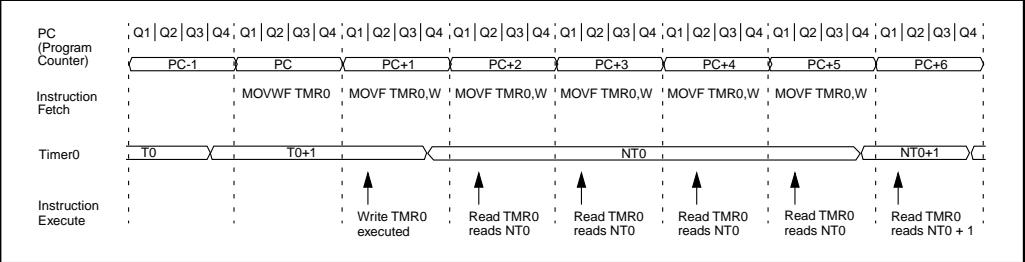 PC
(Program
Counter)
Q1 Q2 Q3 Q4 Q1 Q2 Q3 Q4 Q1 Q2 Q3 Q4 Q1 Q2 Q3 Q4 Q1 Q2 Q3 Q4 Q1 Q2 Q3 Q4 Q1 Q2 Q3 Q4 Q1 Q2 Q3 Q4
PC-1 PC PC+1 PC+2 PC+3 PC+4 PC+5 PC+6
Instruction
Fetch
MOVWF TMR0 MOVF TMR0,W MOVF TMR0,W MOVF TMR0,W MOVF TMR0,W MOVF TMR0,W
Timer0
T0 T0+1 NT0 NT0+1
Instruction
Execute
Write TMR0
executed
Read TMR0
reads NT0
Read TMR0
reads NT0
Read TMR0
reads NT0
Read TMR0
reads NT0
Read TMR0
reads NT0 + 1